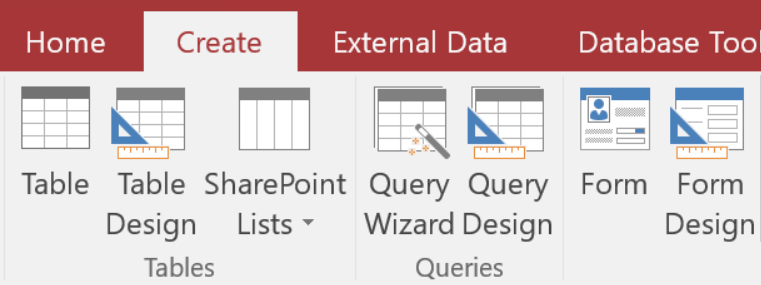 Home Create External Data Database Tool
Table Table SharePoint Query Query Form Form
Design Lists Wizard Design Design
Tables Queries